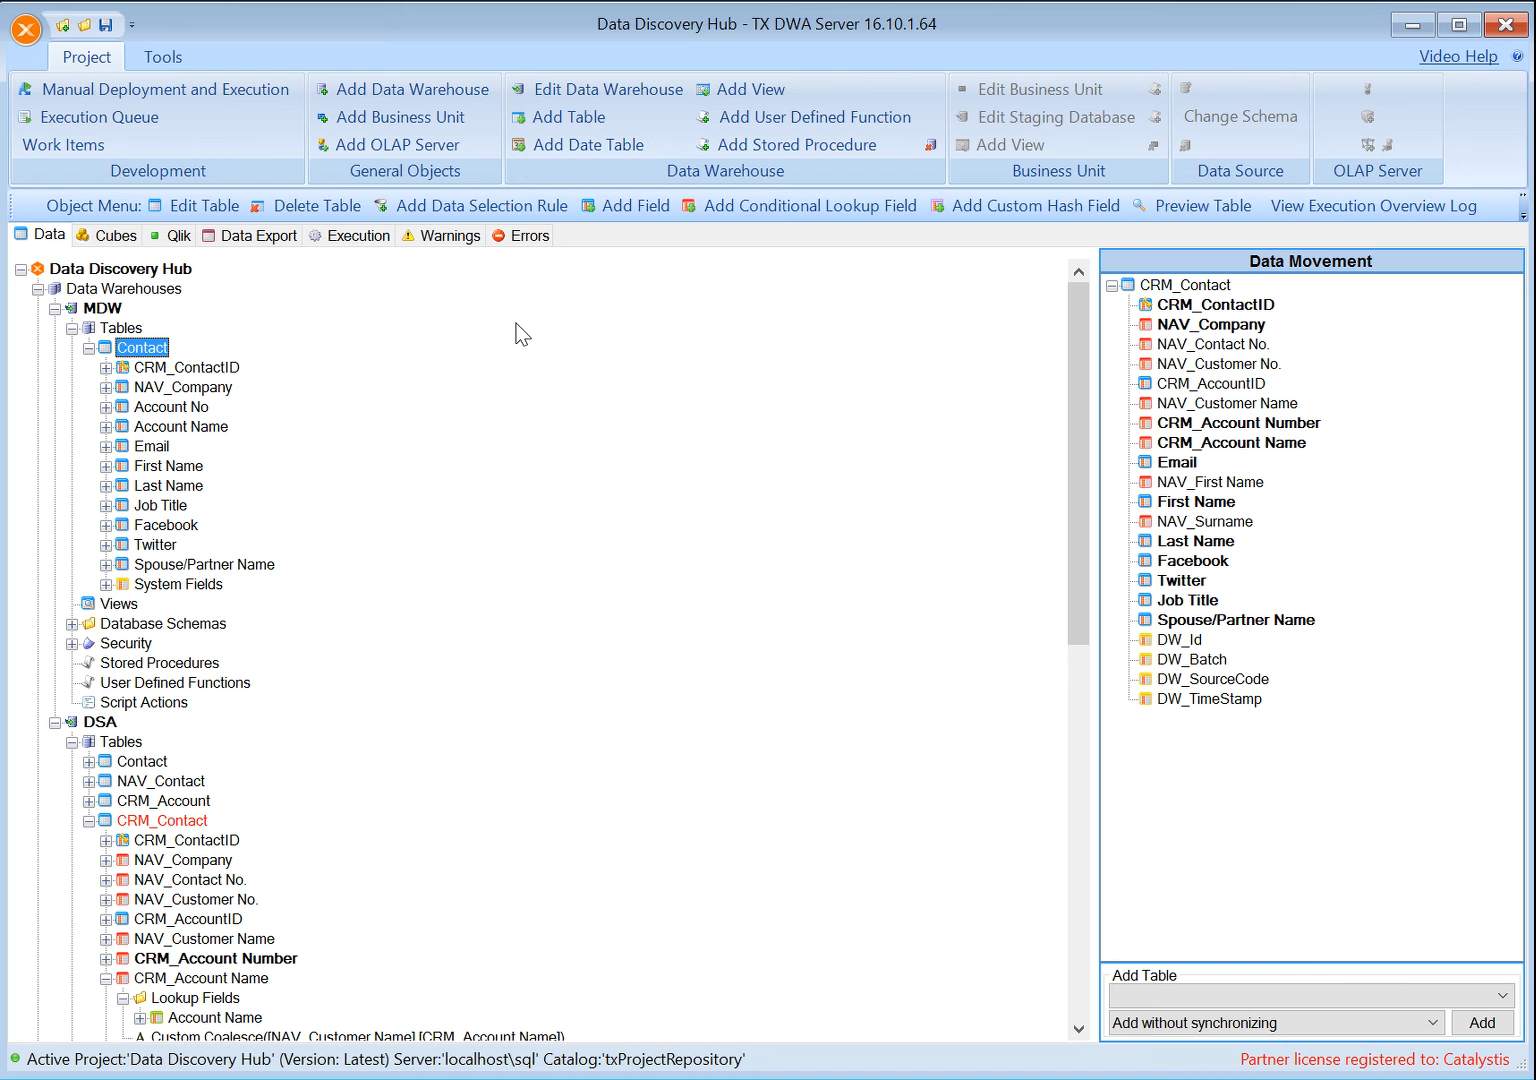 Data Discovery Hub - TX DWA Server 16.10.1.64
Project Tools Video Help
Manual Deployment and Execution Add Data Warehouse Edit Data Warehouse Add View Edit Business Unit
Execution Queue Add Business Unit Add Table Add User Defined Function Edit Staging Database Change Schema
Work Items Add OLAP Server Add Date Table Add Stored Procedure Add View
Development General Objects Data Warehouse Business Unit Data Source OLAP Server
Object Menu: Edit Table Delete Table Add Data Selection Rule Add Field Add Conditional Lookup Field Add Custom Hash Field Preview Table View Execution Overview Log
Data Cubes Qlik Data Export Execution Warnings Errors
Data Discovery Hub
Data Warehouses
MDW
Tables
Contact
CRM_ContactID
NAV_Company
Account No
Account Name
Email
First Name
Last Name
Job Title
Facebook
Twitter
Spouse/Partner Name
System Fields
Views
Database Schemas
Security
Stored Procedures
User Defined Functions
Script Actions
DSA
Tables
Contact
NAV_Contact
CRM_Account
CRM_Contact
CRM_ContactID
NAV_Company
NAV_Contact No.
NAV_Customer No.
CRM_AccountID
NAV_Customer Name
CRM_Account Number
CRM_Account Name
Lookup Fields
Account Name
Custom Coalesce([NAV_Customer Name],[CRM_Account Name])
Data Movement
CRM_Contact
CRM_ContactID
NAV_Company
NAV_Contact No.
NAV_Customer No.
CRM_AccountID
NAV_Customer Name
CRM_Account Number
CRM_Account Name
Email
NAV_First Name
First Name
NAV_Surname
Last Name
Facebook
Twitter
Job Title
Spouse/Partner Name
DW_Id
DW_Batch
DW_SourceCode
DW_TimeStamp
Add Table
Add without synchronizing Add
Active Project:'Data Discovery Hub' (Version: Latest) Server:'localhost\sql' Catalog:'txProjectRepository' Partner license registered to: Catalystis